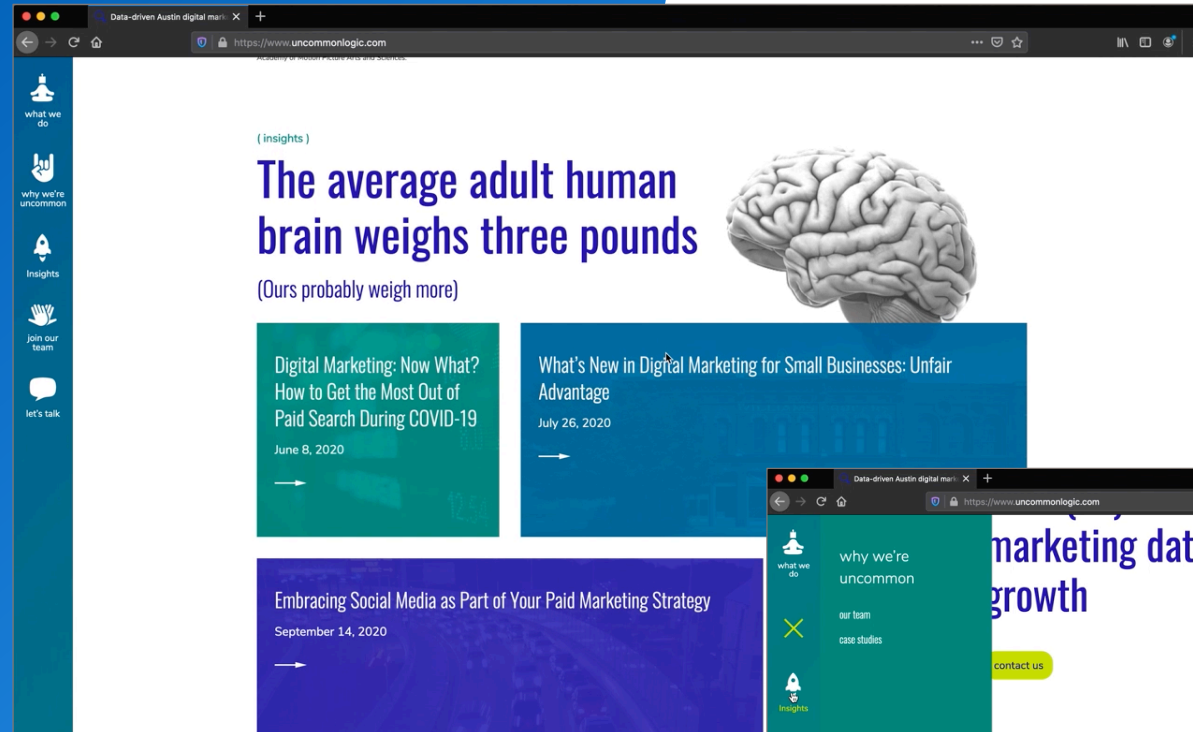 Data-driven Austin digital mark
https://www.uncommonlogic.com
Academy of Motion Picture Arts and Sciences.
what we
do
why we're
uncommon
Insights
join our
team
let's talk
( insights )
The average adult human
brain weighs three pounds
(Ours probably weigh more)
Digital Marketing: Now What?
How to Get the Most Out of
Paid Search During COVID-19
June 8, 2020
What's New in Digital Marketing for Small Businesses: Unfair
Advantage
July 26, 2020
Embracing Social Media as Part of Your Paid Marketing Strategy
September 14, 2020
Data-driven Austin digital mark
https://www.uncommonlogic.com
what we
do
Insights
why we're
uncommon
our team
case studies
marketing dat
growth
contact us